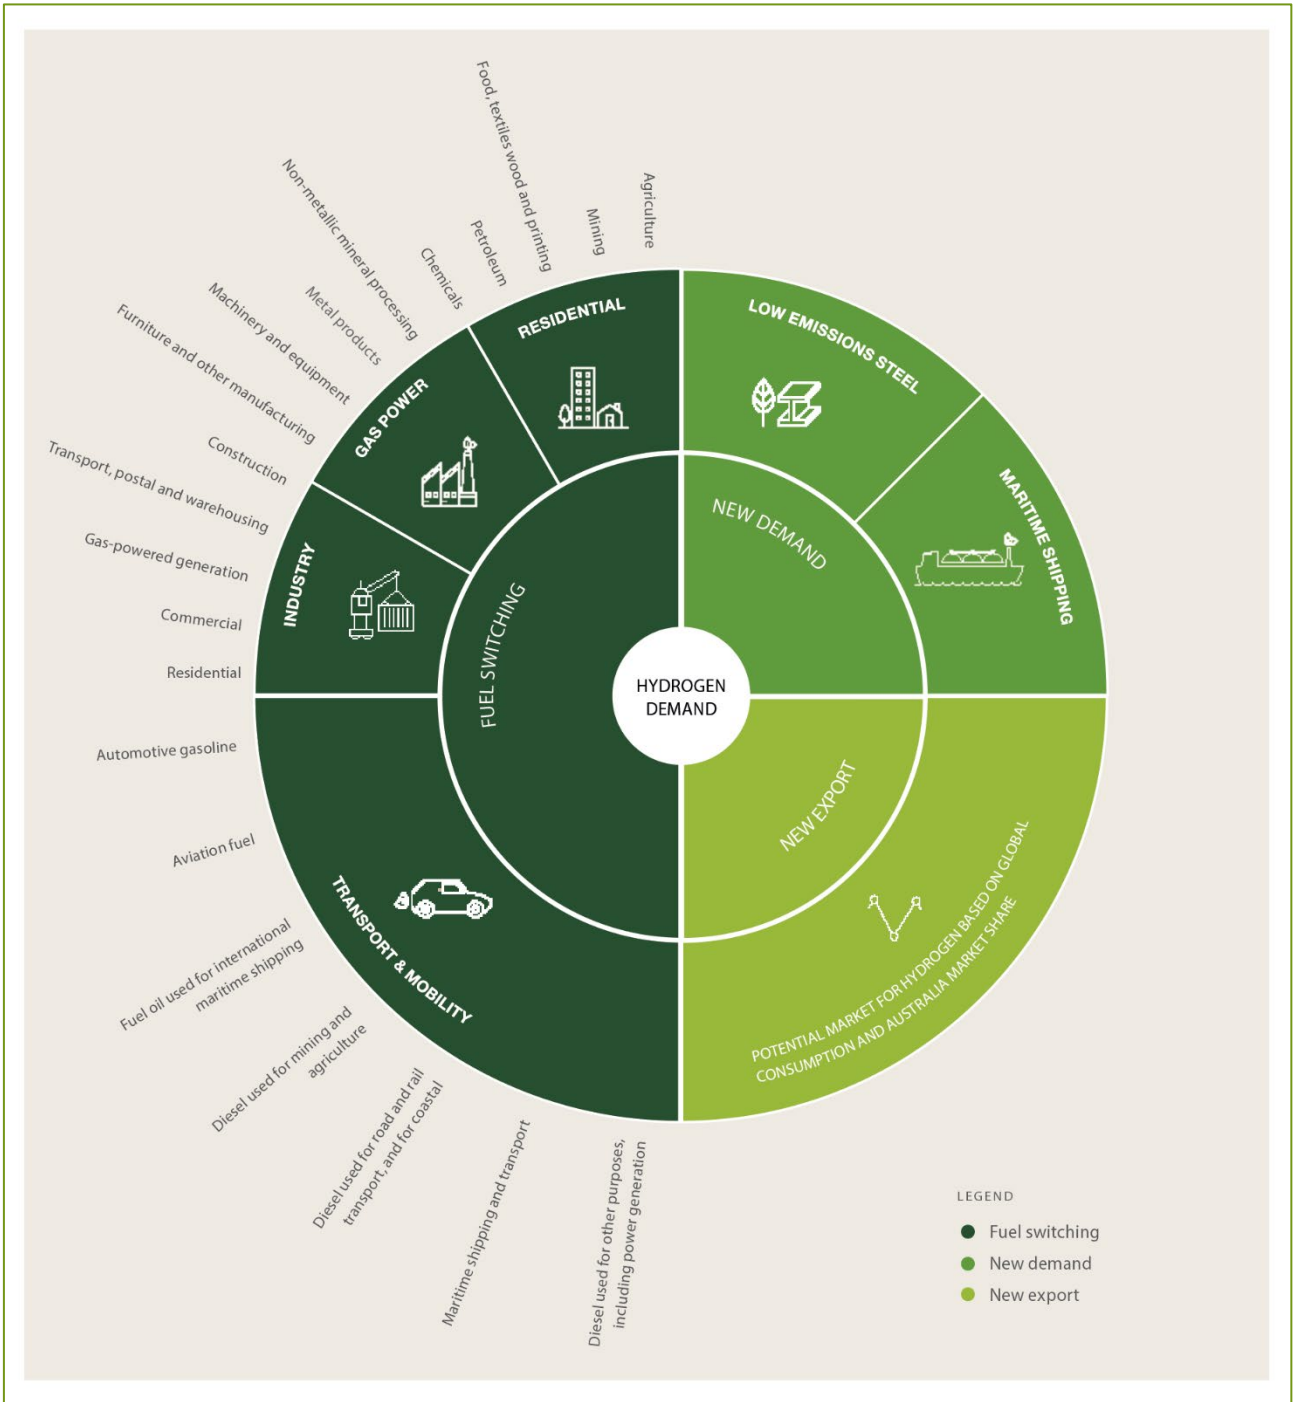 Agriculture
Mining
Food, textiles wood and printing
Petroleum
Chemicals
Non-metallic mineral processing
Metal products
Machinery and equipment
Furniture and other manufacturing
Construction
Transport, postal and warehousing
Gas-powered generation
Commercial
Residential
Automotive gasoline
Aviation fuel
Fuel oil used for international
maritime shipping
Diesel used for mining and
agriculture
Diesel used for road and rail
transport, and for coastal
Maritime shipping and transport
Diesel used for other purposes,
including power generation
RESIDENTIAL
GAS POWER
INDUSTRY
TRANSPORT & MOBILITY
LOW EMISSIONS STEEL
MARITIME SHIPPING
POTENTIAL MARKET FOR HYDROGEN BASED ON GLOBAL
CONSUMPTION AND AUSTRALIA MARKET SHARE
FUEL SWITCHING
NEW DEMAND
NEW EXPORT
HYDROGEN
DEMAND
LEGEND
Fuel switching
New demand
New export